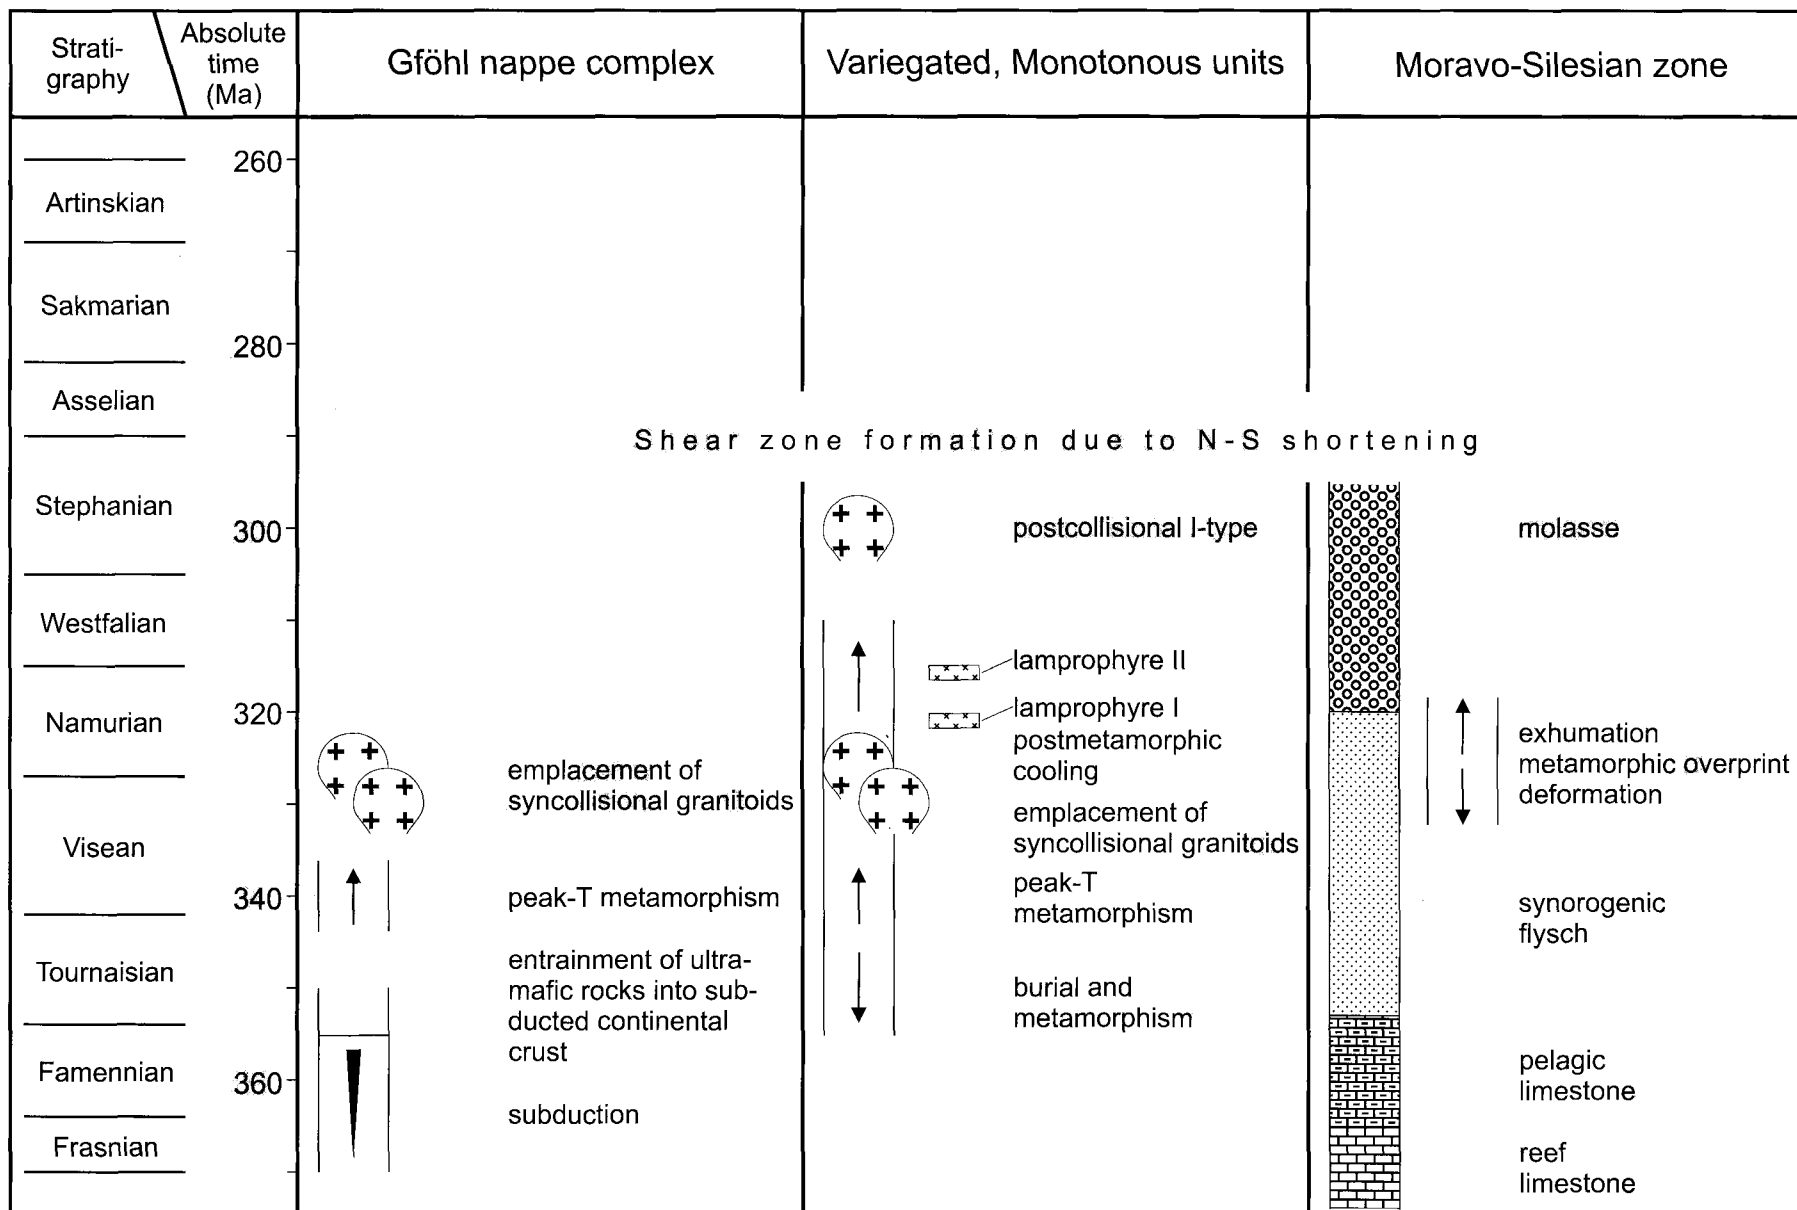 Strati-
graphy
Absolute
time
(Ma)
Gföhl nappe complex
Variegated, Monotonous units
Moravo-Silesian zone
260
Artinskian
Sakmarian
280
Asselian
Shear zone formation due to N-S shortening
Stephanian
300
postcollisional I-type
molasse
Westfalian
lamprophyre II
Namurian
320
lamprophyre I
postmetamorphic
cooling
exhumation
metamorphic overprint
deformation
emplacement of
syncollisional granitoids
emplacement of
syncollisional granitoids
Visean
340
peak-T metamorphism
peak-T
metamorphism
synorogenic
flysch
Tournaisian
entrainment of ultra-
mafic rocks into sub-
ducted continental
crust
burial and
metamorphism
Famennian
360
pelagic
limestone
subduction
Frasnian
reef
limestone